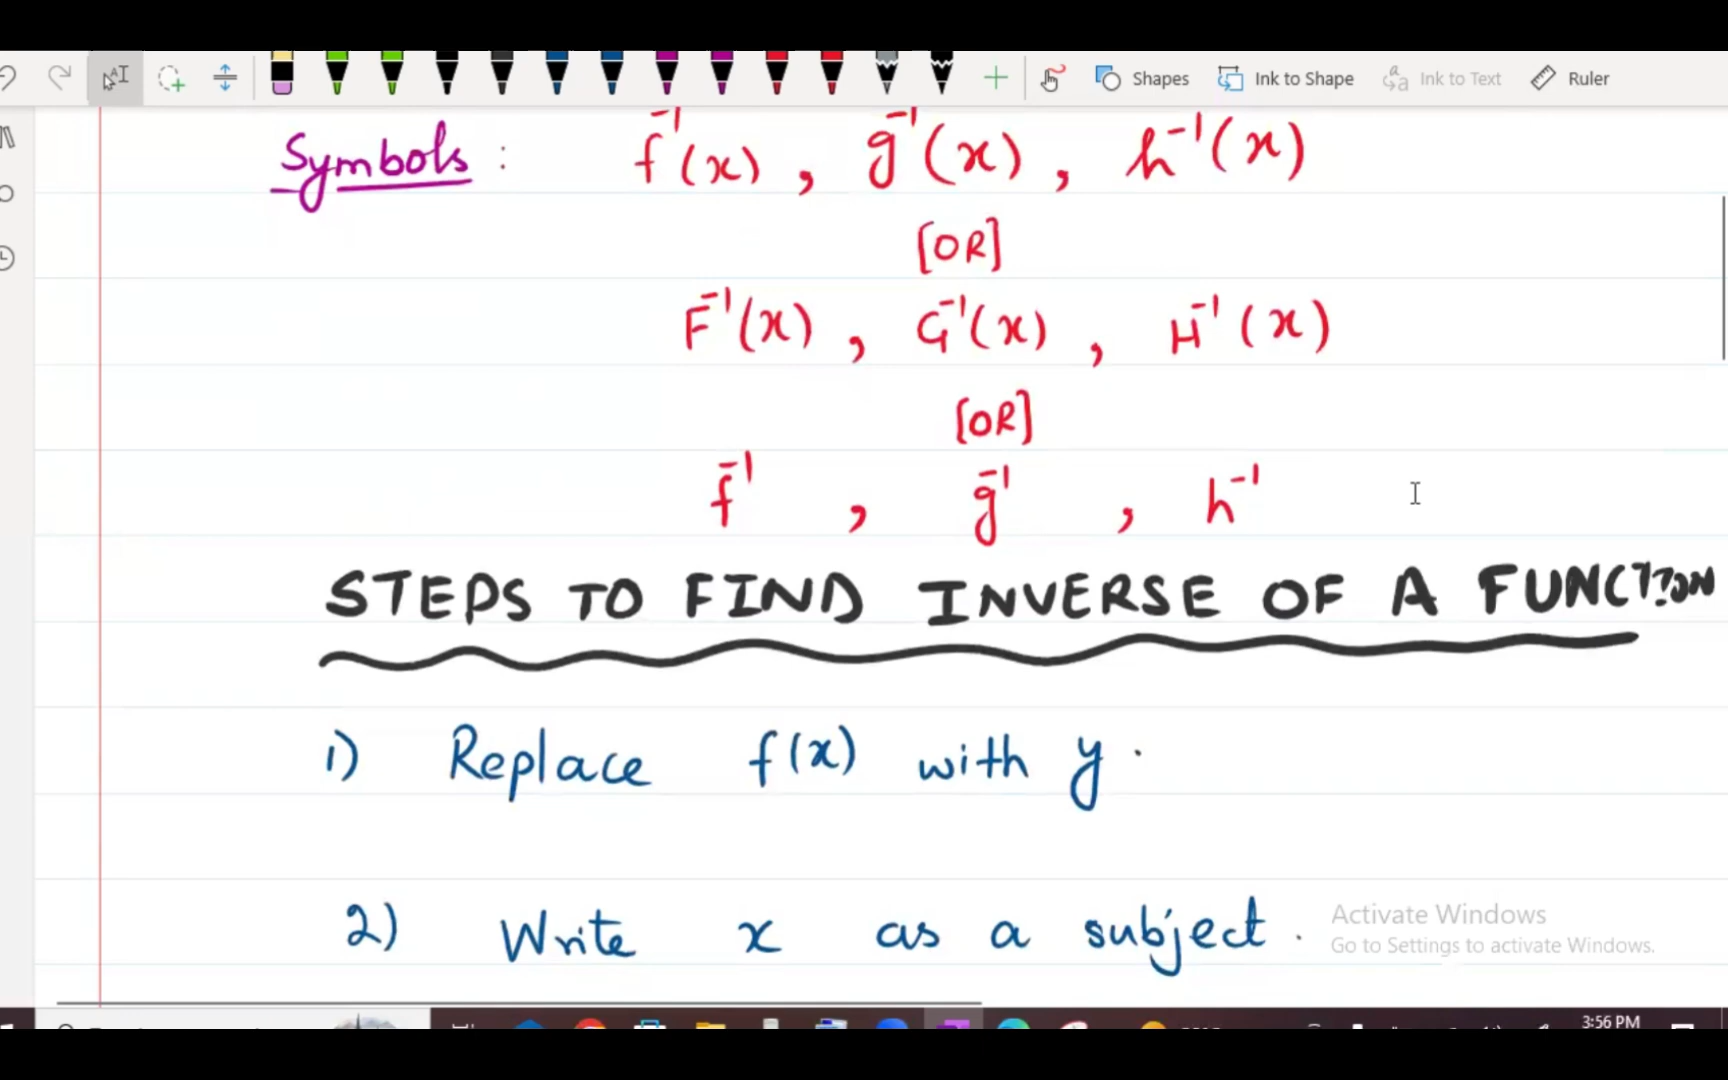 Shapes Ink to Shape Ink to Text Ruler
Symbols : f⁻¹(x) , g⁻¹(x) , h⁻¹(x)
[OR]
F⁻¹(x) , G⁻¹(x) , H⁻¹(x)
[OR]
f⁻¹ , g⁻¹ , h⁻¹
STEPS TO FIND INVERSE OF A FUNCTION
1) Replace f(x) with y .
2) Write x as a subject .
Activate Windows
Go to Settings to activate Windows.
3:56 PM